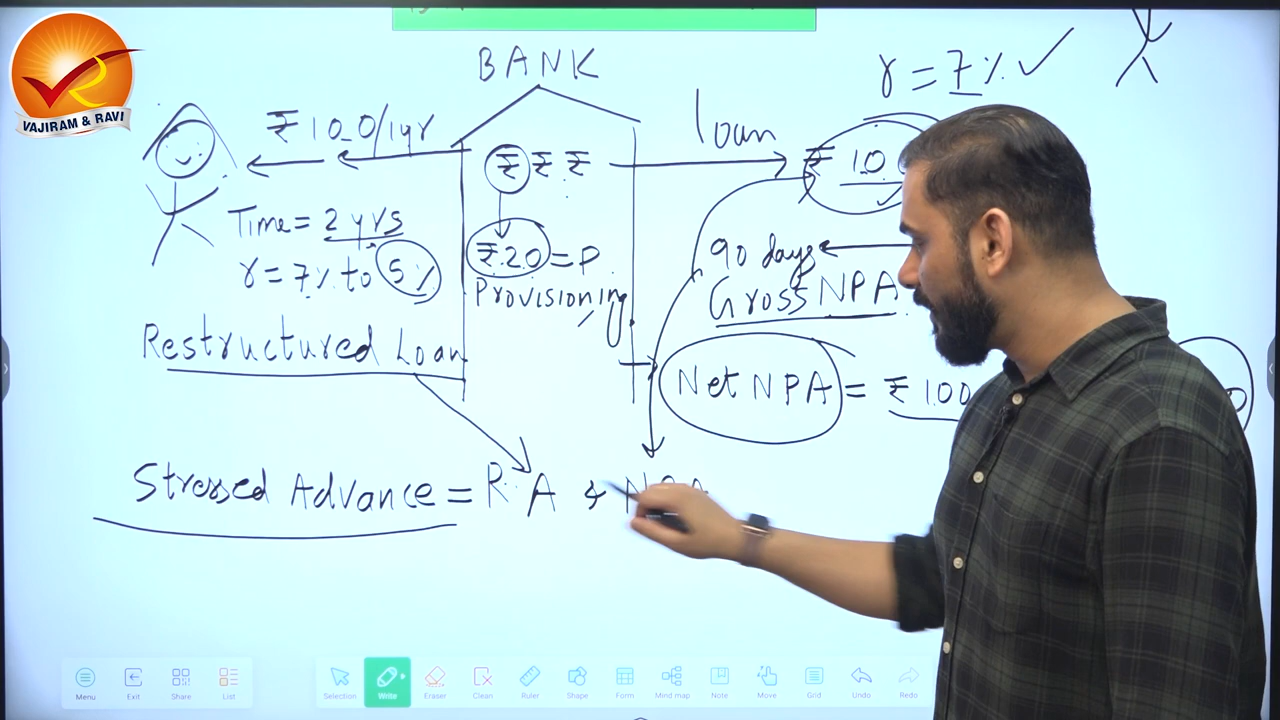 VAJIRAM & RAVI
BANK
r = 7% ✓
₹100/1yr
₹ ₹ ₹
loan
₹ 10
Time = 2 yrs
r = 7% to 5%
₹20 = P
Provisioning
90 days
Gross NPA
Restructured Loan
Net NPA = ₹100
Stressed Advance = R A & NPA
Menu
Exit
Share
List
Selection
Write
Eraser
Clean
Ruler
Shape
Form
Mind map
Note
Move
Grid
Undo
Redo